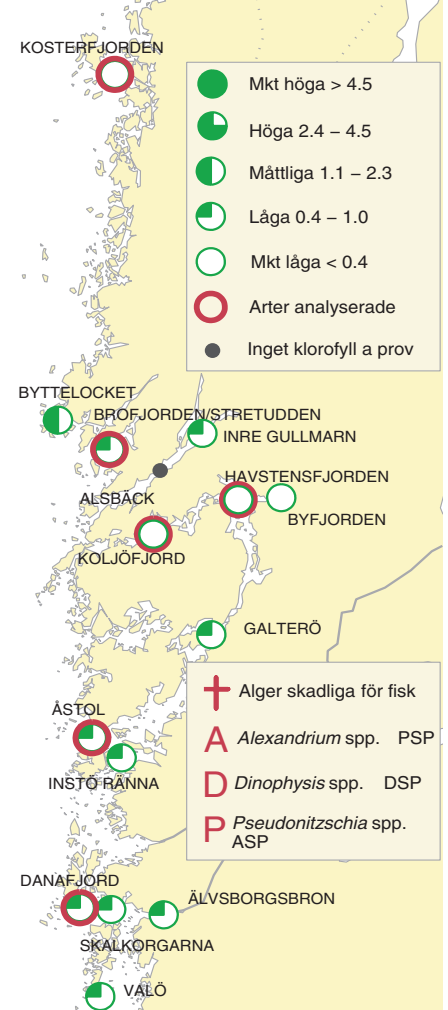 KOSTERFJORDEN
Mkt höga > 4.5
Höga 2.4 – 4.5
Måttliga 1.1 – 2.3
Låga 0.4 – 1.0
Mkt låga < 0.4
Arter analyserade
Inget klorofyll a prov
BYTTELOCKET
BROFJORDEN/STRETUDDEN
INRE GULLMARN
HAVSTENSFJORDEN
ALSBÄCK
BYFJORDEN
KOLJÖFJORD
GALTERÖ
Alger skadliga för fisk
A Alexandrium spp. PSP
D Dinophysis spp. DSP
P Pseudonitzschia spp.
ASP
ÅSTOL
INSTÖ RÄNNA
DANAFJORD
ÄLVSBORGSBRON
SKALKORGARNA
VALÖ